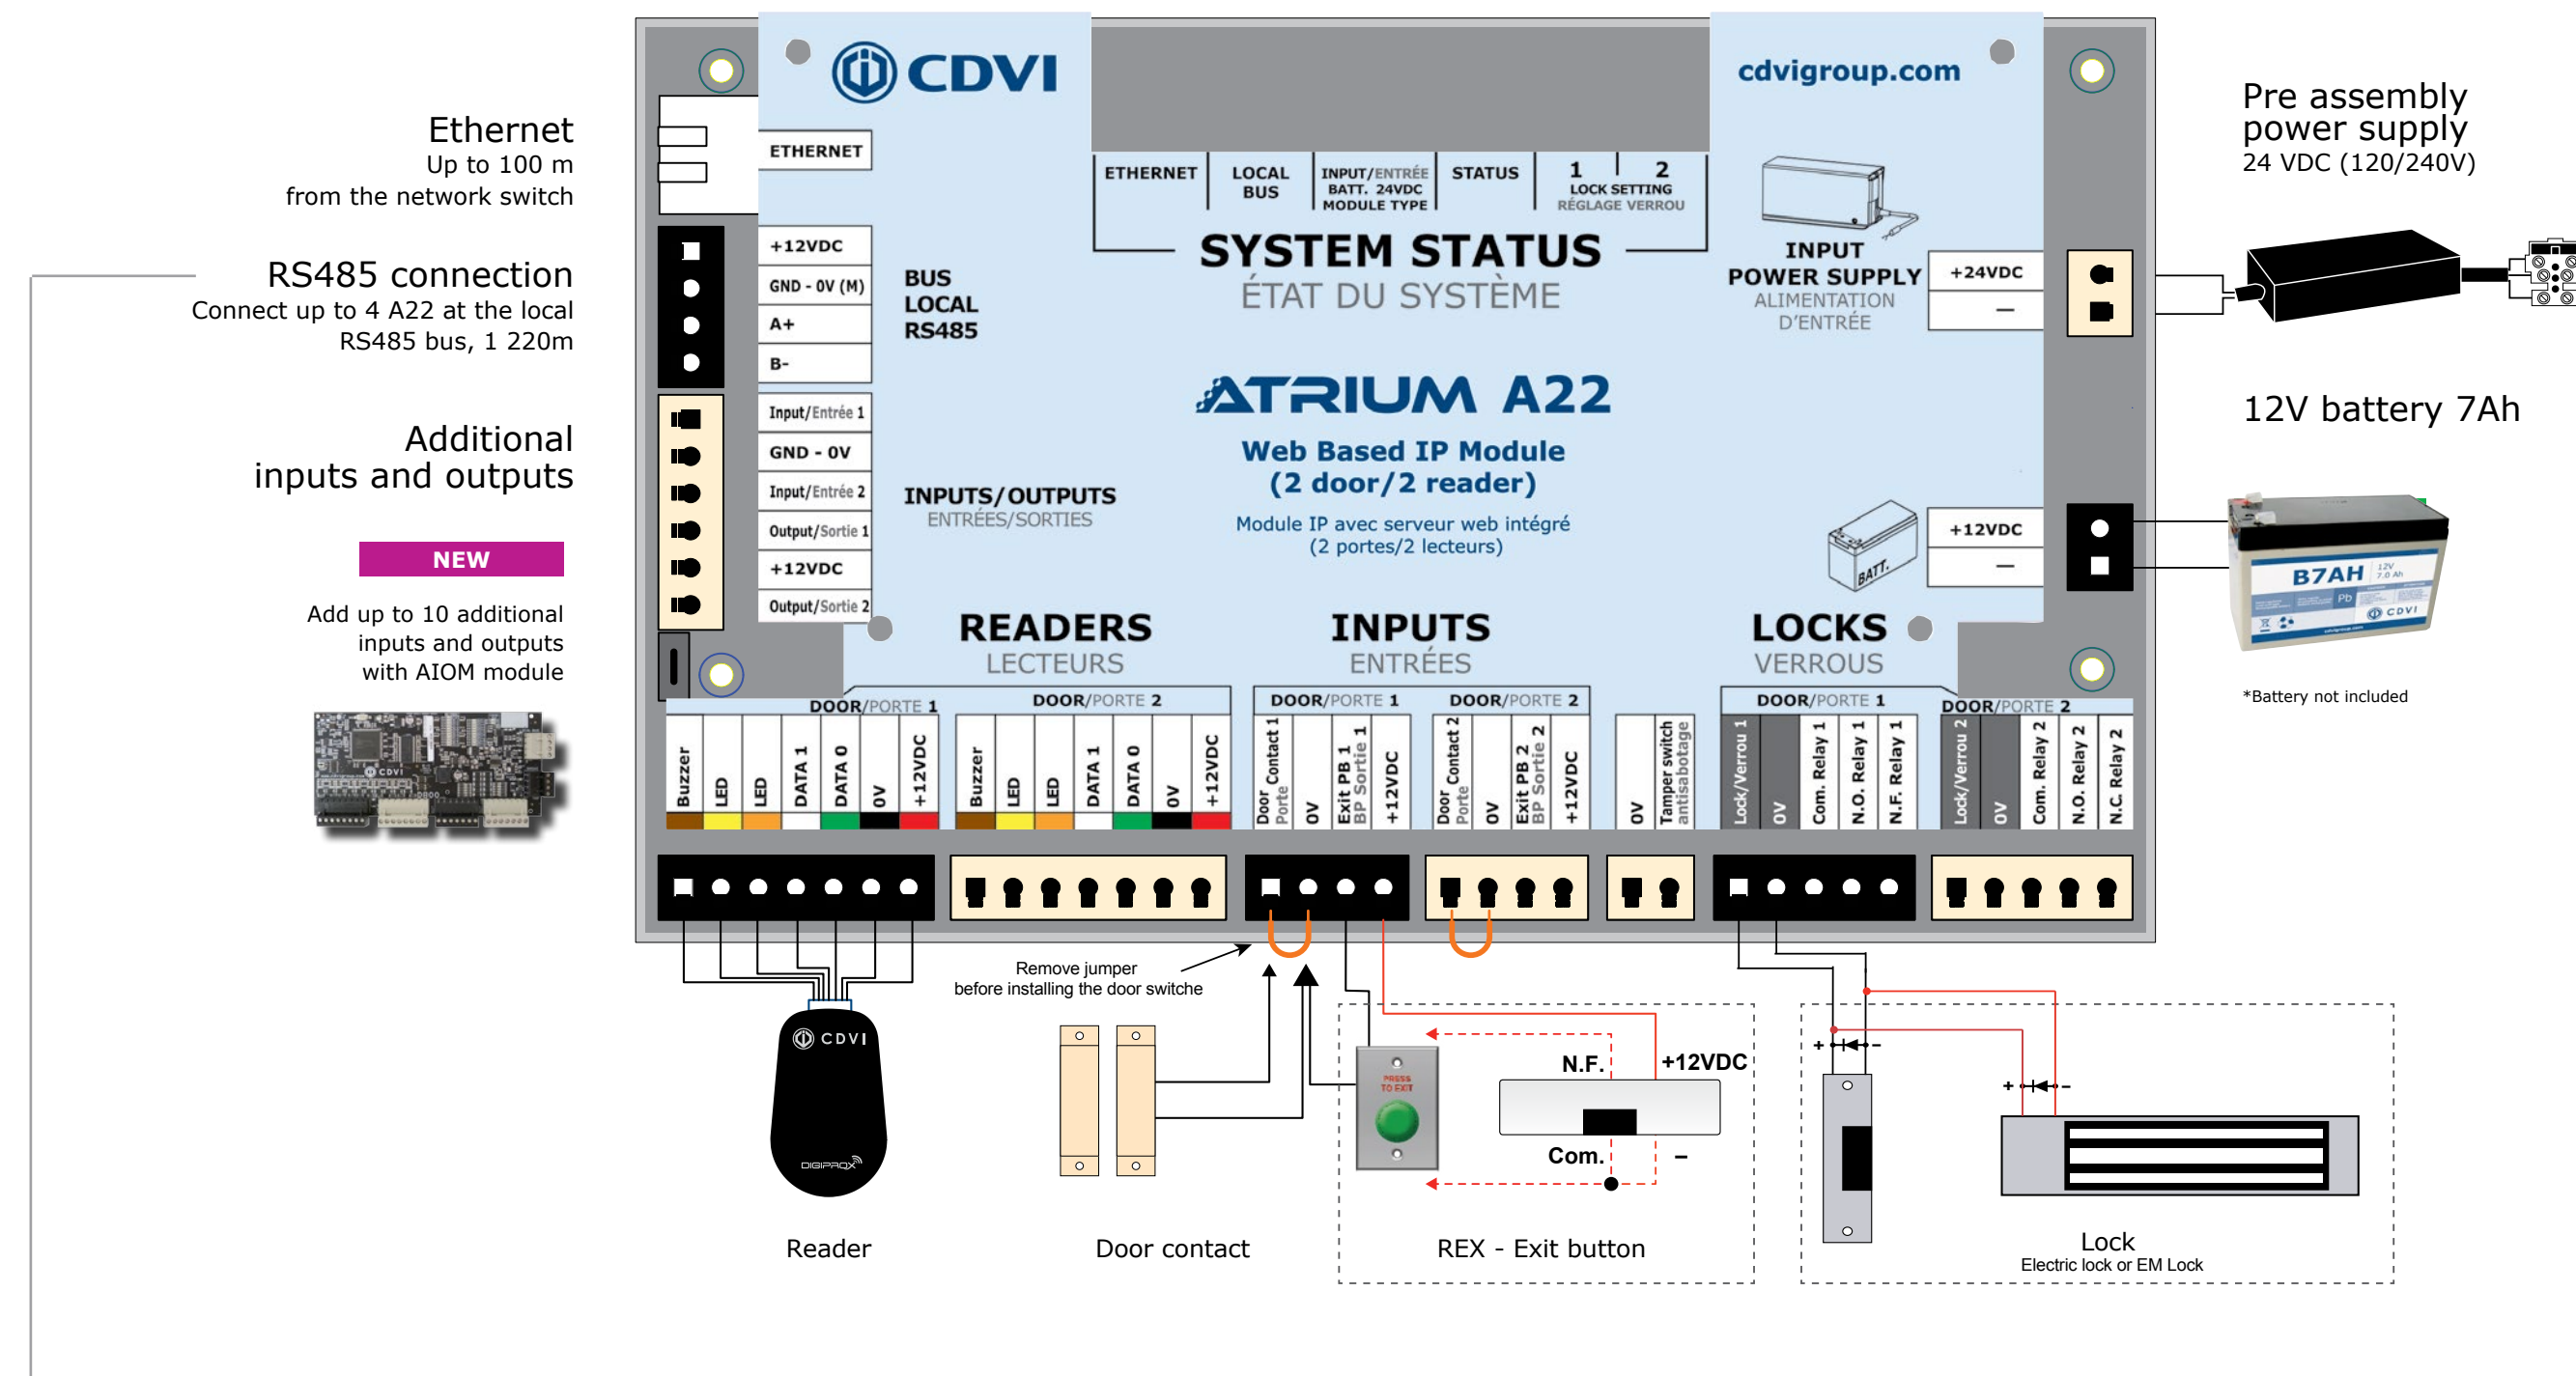 CDVI
cdvigroup.com
Ethernet
Up to 100 m
from the network switch
RS485 connection
Connect up to 4 A22 at the local
RS485 bus, 1 220m
Additional
inputs and outputs
NEW
Add up to 10 additional
inputs and outputs
with AIOM module
CDVI
ETHERNET
+12VDC
GND - 0V (M)
A+
B-
BUS
LOCAL
RS485
Input/Entrée 1
GND - 0V
Input/Entrée 2
Output/Sortie 1
+12VDC
Output/Sortie 2
INPUTS/OUTPUTS
ENTRÉES/SORTIES
ETHERNET
LOCAL
BUS
INPUT/ENTRÉE
BATT. 24VDC
MODULE TYPE
STATUS
1 2
LOCK SETTING
RÉGLAGE VERROU
SYSTEM STATUS
ÉTAT DU SYSTÈME
ATRIUM A22
Web Based IP Module
(2 door/2 reader)
Module IP avec serveur web intégré
(2 portes/2 lecteurs)
INPUT
POWER SUPPLY
ALIMENTATION
D'ENTRÉE
+24VDC
—
BATT.
+12VDC
—
Pre assembly
power supply
24 VDC (120/240V)
12V battery 7Ah
B7AH
12V
7.0 Ah
Pb
CDVI
*Battery not included
READERS
LECTEURS
DOOR/PORTE 1
Buzzer
LED
LED
DATA 1
DATA 0
0V
+12VDC
DOOR/PORTE 2
Buzzer
LED
LED
DATA 1
DATA 0
0V
+12VDC
INPUTS
ENTRÉES
DOOR/PORTE 1
Door Contact 1
Porte
0V
Exit PB 1
BP Sortie 1
+12VDC
DOOR/PORTE 2
Door Contact 2
Porte
0V
Exit PB 2
BP Sortie 2
+12VDC
0V
Tamper switch
antisabotage
LOCKS
VERROUS
DOOR/PORTE 1
Lock/Verrou 1
0V
Com. Relay 1
N.O. Relay 1
N.F. Relay 1
DOOR/PORTE 2
Lock/Verrou 2
0V
Com. Relay 2
N.O. Relay 2
N.C. Relay 2
Remove jumper
before installing the door switche
CDVI
DIGIPROX
Reader
Door contact
PRESS
TO EXIT
N.F.
+12VDC
Com.
–
REX - Exit button
+ –
+ –
Lock
Electric lock or EM Lock